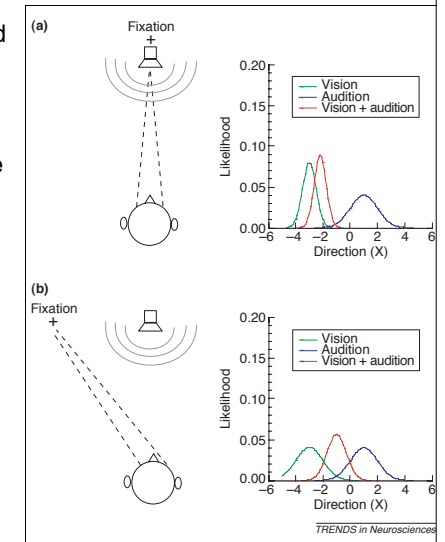 d
e
(a)
Fixation
+
0.20
0.15
0.10
0.05
0.00
Likelihood
Vision
Audition
Vision + audition
−6 −4 −2 0 2 4 6
Direction (X)
(b)
Fixation
+
0.20
0.15
0.10
0.05
0.00
Likelihood
Vision
Audition
Vision + audition
−6 −4 −2 0 2 4 6
Direction (X)
TRENDS in Neurosciences